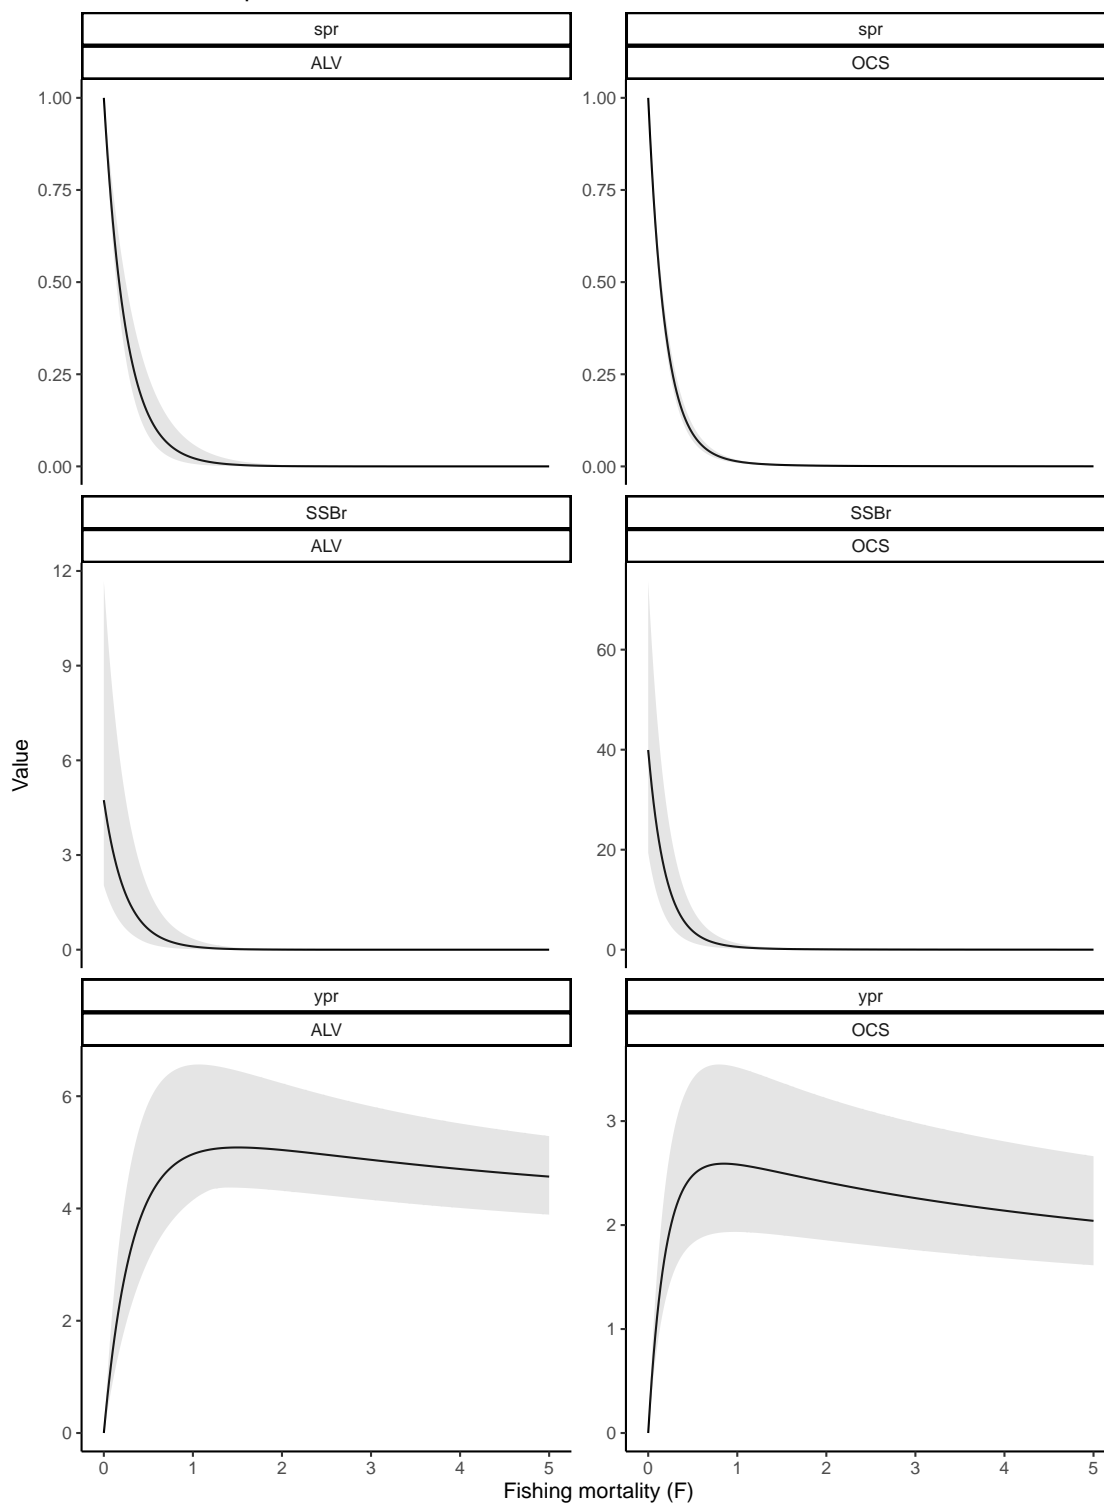 spr spr
ALV OCS
1.00 1.00
0.75 0.75
0.50 0.50
0.25 0.25
0.00 0.00
SSBr SSBr
ALV OCS
12
9 60
6 40
3 20
0 0
Value
ypr ypr
ALV OCS
6 3
4 2
2 1
0 0
0 1 2 3 4 5 0 1 2 3 4 5
Fishing mortality (F)